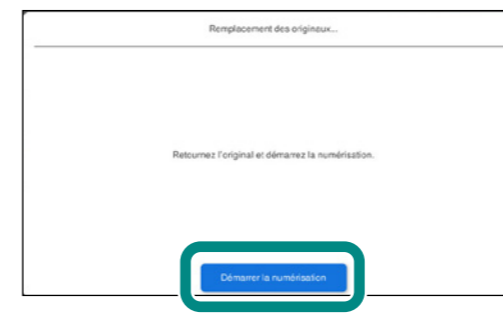 Remplacement des originaux...
Retournez l'original et démarrez la numérisation.
Démarrer la numérisation